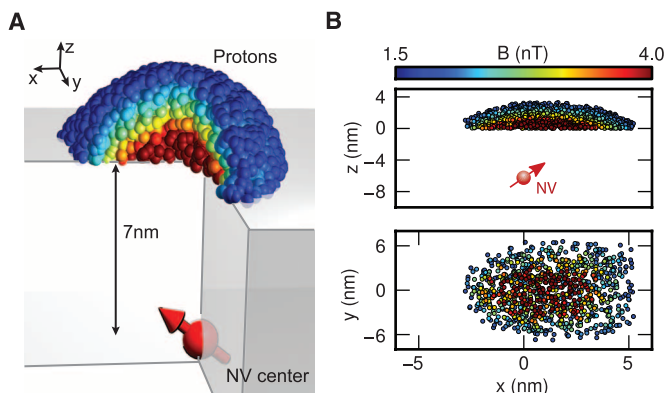 A
z
x
y
Protons
7nm
NV center
B
B (nT)
1.5
4.0
z (nm)
4
0
-4
-8
NV
y (nm)
6
0
-6
-5
0
5
x (nm)